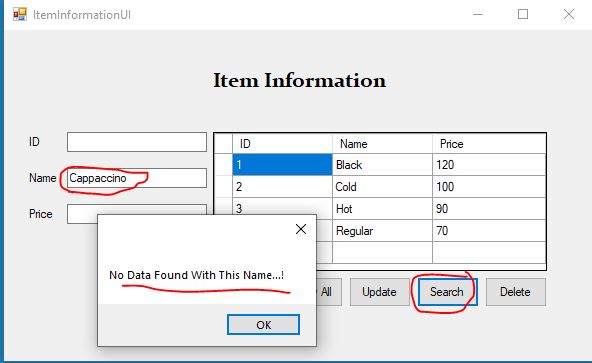 ItemInformationUI
Item Information
ID
Name Cappaccino
Price
ID Name Price
1 Black 120
2 Cold 100
3 Hot 90
Regular 70
No Data Found With This Name...!
OK
All Update Search Delete